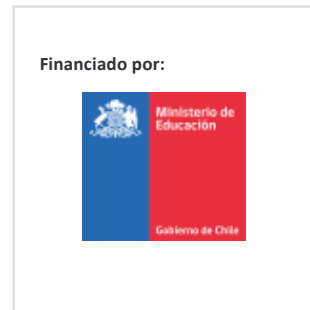 Financiado por:
Ministerio de
Educación
Gobierno de Chile